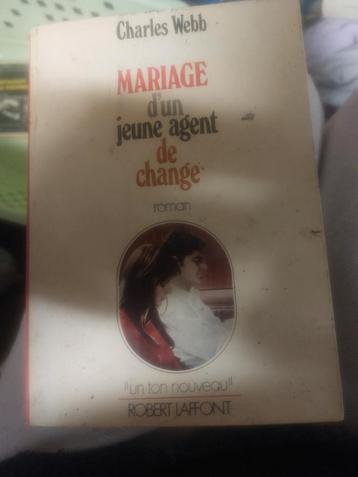 Charles Webb
MARIAGE
d'un
jeune agent
de
change
roman
"un ton nouveau"
ROBERT LAFFONT